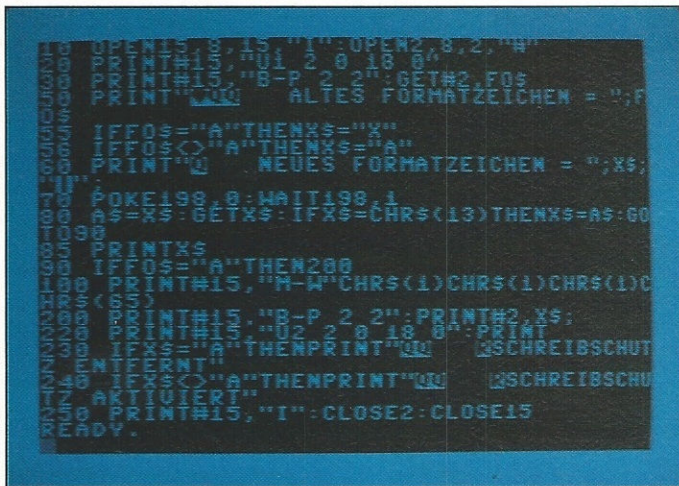 10 OPEN15,8,15,"I":OPEN2,8,2,"#"
20 PRINT#15,"U1 2 0 18 0"
30 PRINT#15,"B-P 2 2":GET#2,FO$
50 PRINT" ALTES FORMATZEICHEN = ";F
O$
55 IFFO$="A"THENX$="X"
56 IFFO$<>"A"THENX$="A"
60 PRINT" NEUES FORMATZEICHEN = ";X$;
"";
70 POKE198,0:WAIT198,1
80 A$=X$:GETX$:IFX$=CHR$(13)THENX$=A$:GO
TO90
85 PRINTX$
90 IFFO$="A"THEN200
100 PRINT#15,"M-W"CHR$(1)CHR$(1)CHR$(1)C
HR$(65)
200 PRINT#15,"B-P 2 2":PRINT#2,X$;
220 PRINT#15,"U2 2 0 18 0":PRINT
230 IFX$="A"THENPRINT" SCHREIBSCHUT
Z ENTFERNT"
240 IFX$<>"A"THENPRINT" SCHREIBSCHU
TZ AKTIVIERT"
250 PRINT#15,"I":CLOSE2:CLOSE15
READY.